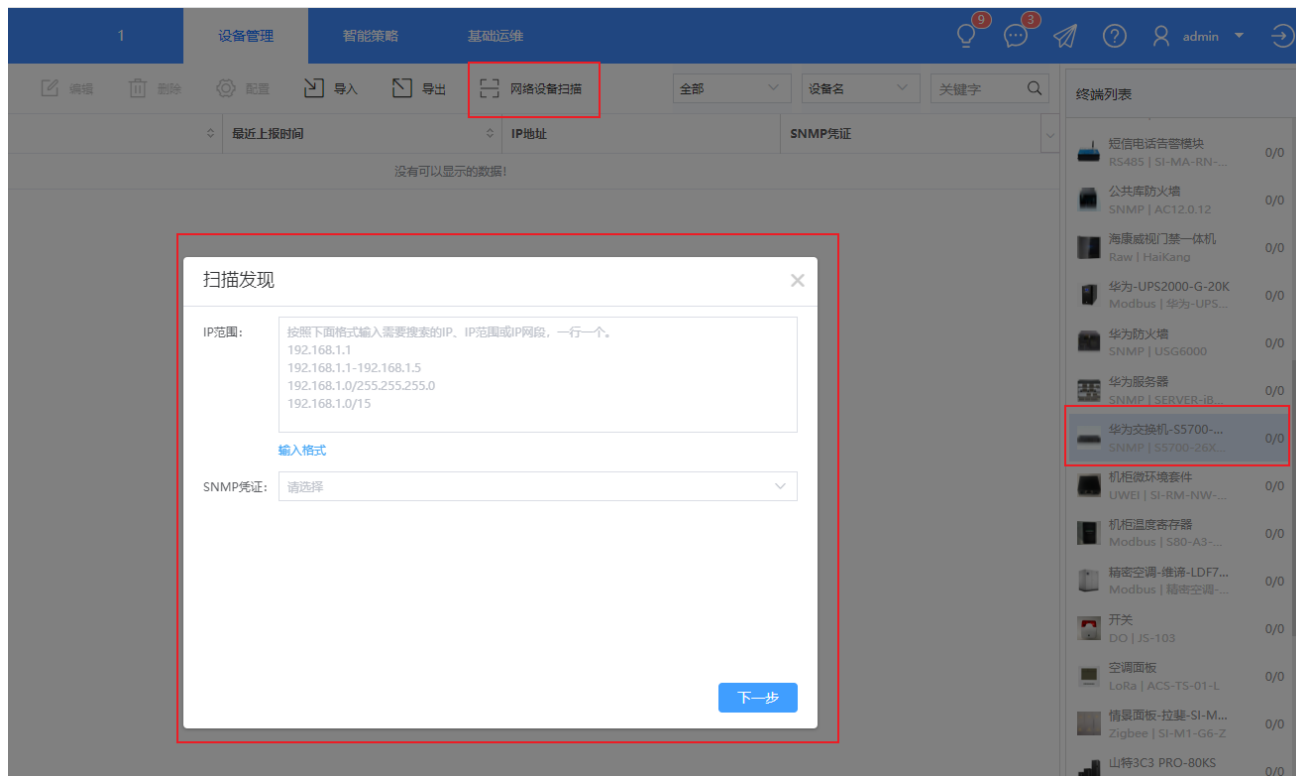 1
设备管理
智能策略
基础运维
9
3
admin
编辑
删除
配置
导入
导出
网络设备扫描
全部
设备名
关键字
最近上报时间
IP地址
SNMP凭证
没有可以显示的数据!
扫描发现
IP范围:
按照下面格式输入需要搜索的IP、IP范围或IP网段，一行一个。
192.168.1.1
192.168.1.1-192.168.1.5
192.168.1.0/255.255.255.0
192.168.1.0/15
输入格式
SNMP凭证:
请选择
下一步
终端列表
短信电话告警模块
RS485 | SI-MA-RN-...
0/0
公共库防火墙
SNMP | AC12.0.12
0/0
海康威视门禁一体机
Raw | HaiKang
0/0
华为-UPS2000-G-20K
Modbus | 华为-UPS...
0/0
华为防火墙
SNMP | USG6000
0/0
华为服务器
SNMP | SERVER-iB...
0/0
华为交换机-S5700-...
SNMP | S5700-26X...
0/0
机柜微环境套件
UWEI | SI-RM-NW-...
0/0
机柜温度寄存器
Modbus | S80-A3-...
0/0
精密空调-维谛-LDF7...
Modbus | 精密空调-...
0/0
开关
DO | JS-103
0/0
空调面板
LoRa | ACS-TS-01-L
0/0
情景面板-拉斐-SI-M...
Zigbee | SI-M1-G6-Z
0/0
山特3C3 PRO-80KS
0/0